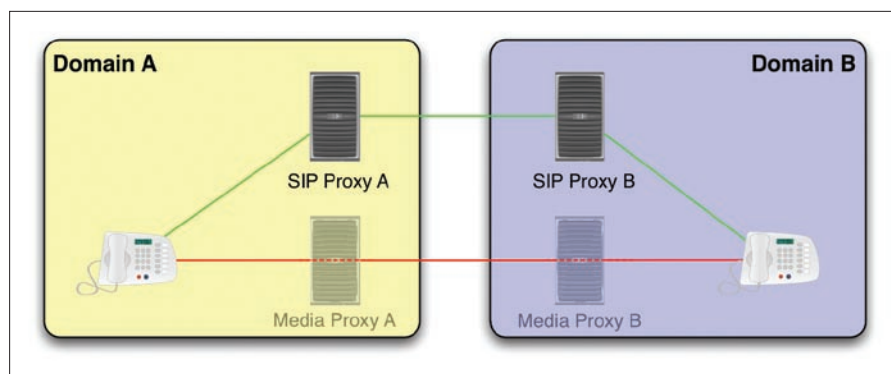 Domain A
Domain B
SIP Proxy A
SIP Proxy B
Media Proxy A
Media Proxy B